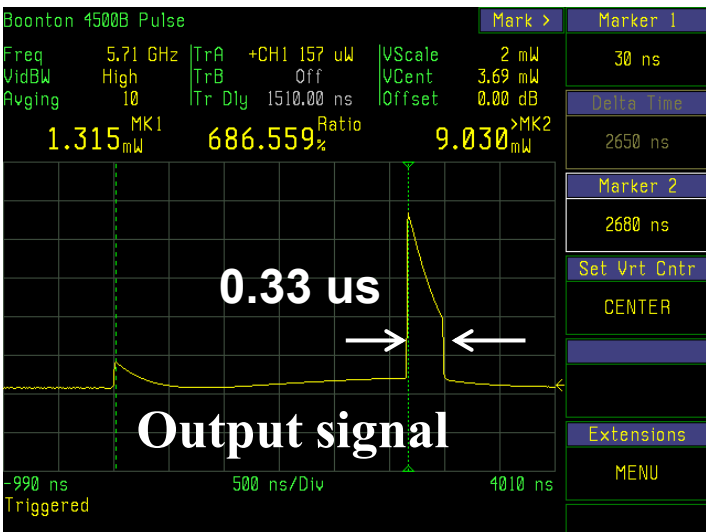 Boonton 4500B Pulse Mark > Marker 1
Freq 5.71 GHz TrA +CH1 157 uW VScale 2 mW 30 ns
VidBW High TrB Off VCent 3.69 mW
Avging 10 Tr Dly 1510.00 ns Offset 0.00 dB Delta Time
1.315 mW MK1 686.559 % Ratio 9.030 mW >MK2 2650 ns
Marker 2
2680 ns
Set Vrt Cntr
0.33 us
CENTER
Output signal
Extensions
MENU
-990 ns 500 ns/Div 4010 ns
Triggered